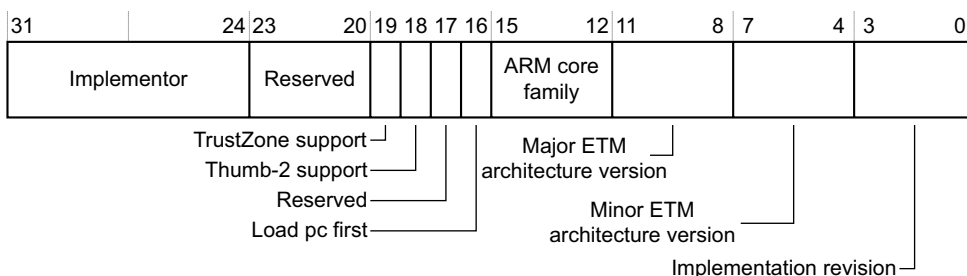 31 24 23 20 19 18 17 16 15 12 11 8 7 4 3 0
Implementor Reserved ARM core
family
TrustZone support
Thumb-2 support
Reserved
Load pc first
Major ETM
architecture version
Minor ETM
architecture version
Implementation revision